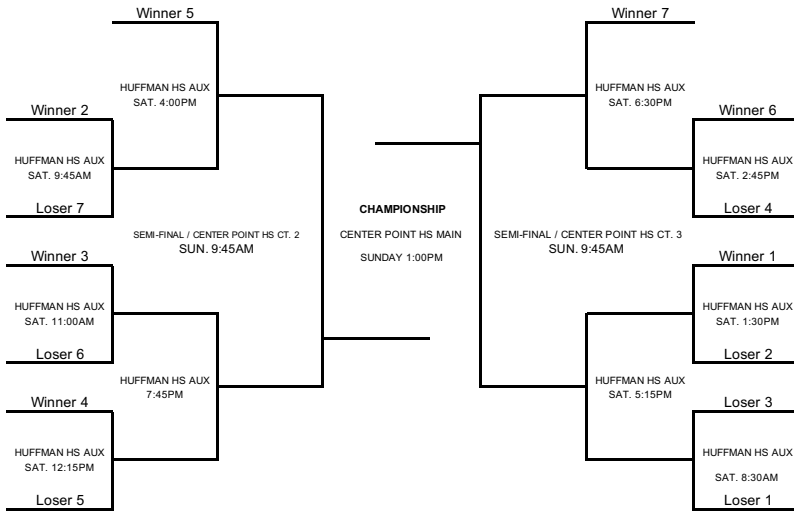 Winner 5
Winner 7
HUFFMAN HS AUX
SAT. 4:00PM
HUFFMAN HS AUX
SAT. 6:30PM
Winner 2
Winner 6
HUFFMAN HS AUX
SAT. 9:45AM
HUFFMAN HS AUX
SAT. 2:45PM
Loser 7
Loser 4
CHAMPIONSHIP
SEMI-FINAL / CENTER POINT HS CT. 2
SUN. 9:45AM
CENTER POINT HS MAIN
SUNDAY 1:00PM
SEMI-FINAL / CENTER POINT HS CT. 3
SUN. 9:45AM
Winner 3
Winner 1
HUFFMAN HS AUX
SAT. 11:00AM
HUFFMAN HS AUX
SAT. 1:30PM
Loser 6
Loser 2
HUFFMAN HS AUX
7:45PM
HUFFMAN HS AUX
SAT. 5:15PM
Winner 4
Loser 3
HUFFMAN HS AUX
SAT. 12:15PM
HUFFMAN HS AUX
SAT. 8:30AM
Loser 5
Loser 1